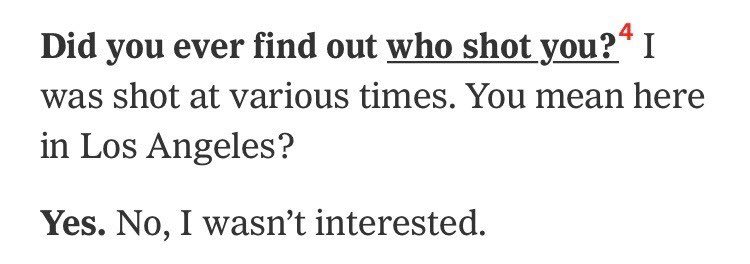 Did you ever find out who shot you?⁴ I
was shot at various times. You mean here
in Los Angeles?
Yes. No, I wasn’t interested.